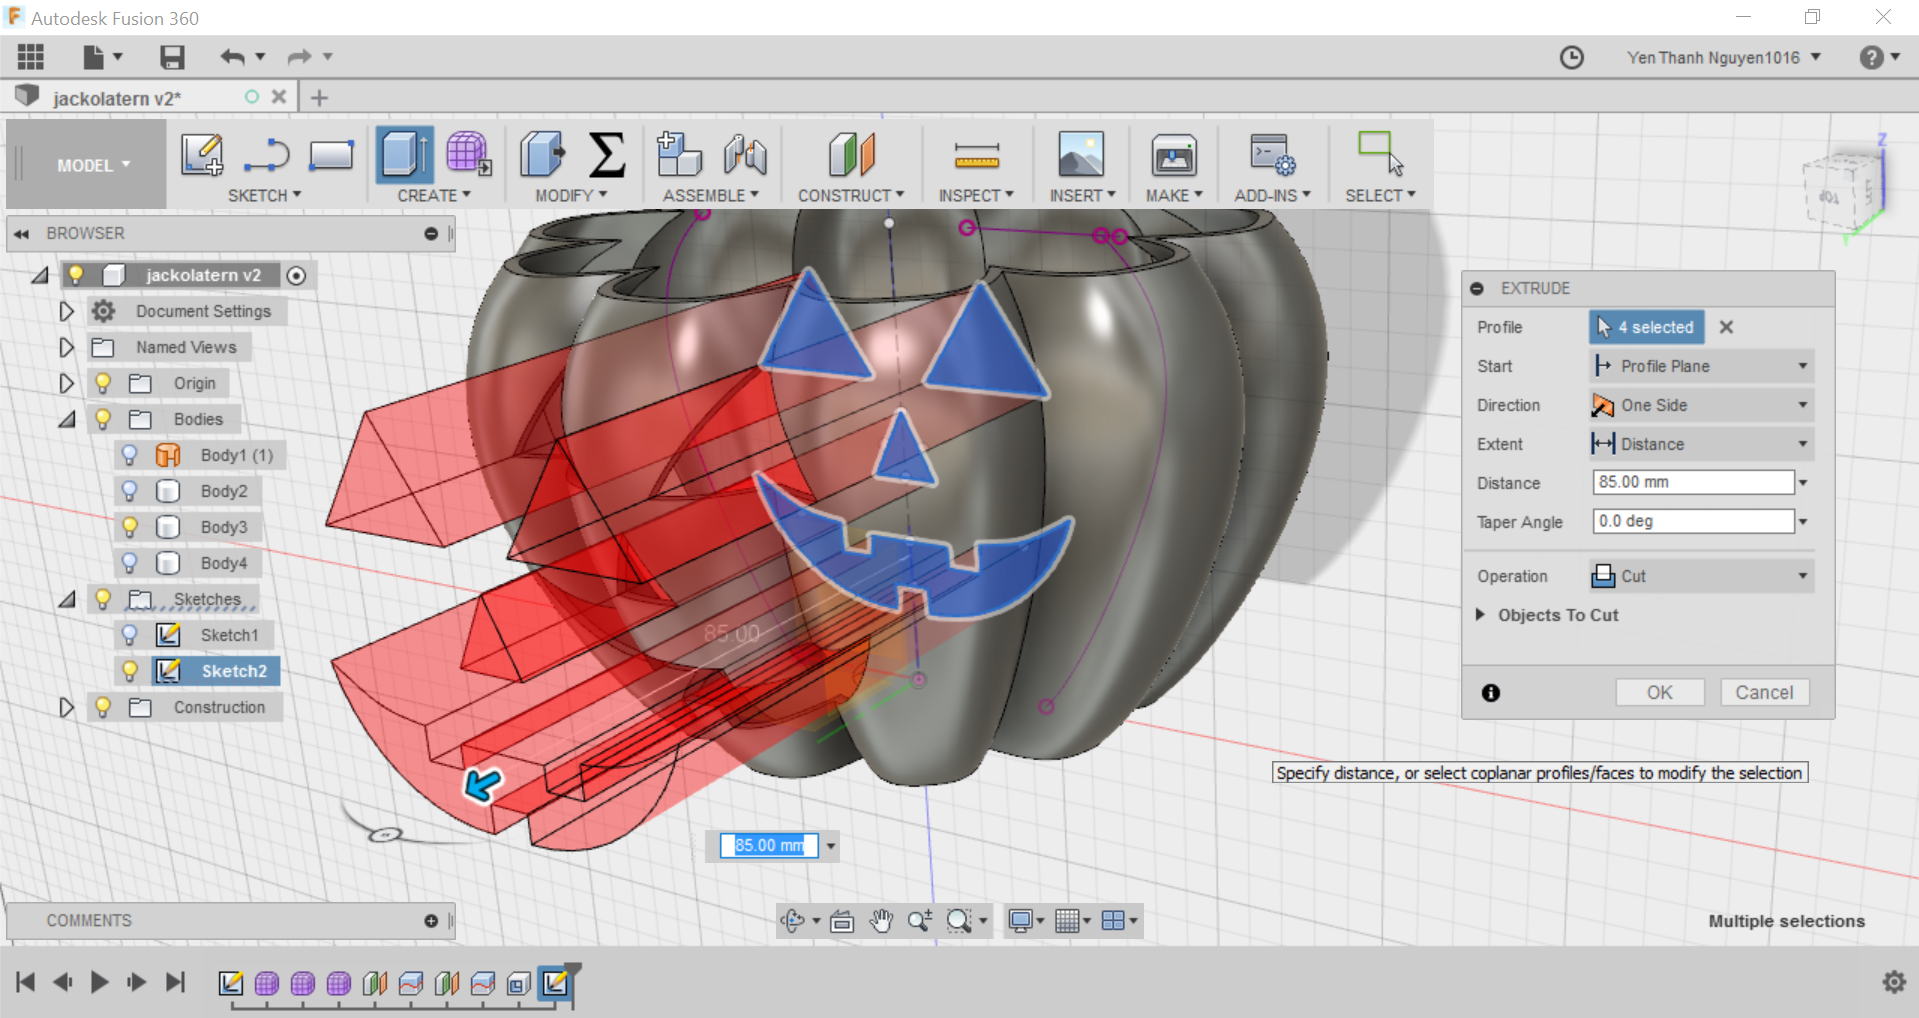 Autodesk Fusion 360
Yen Thanh Nguyen1016
jackolatern v2*
MODEL
SKETCH
CREATE
MODIFY
ASSEMBLE
CONSTRUCT
INSPECT
INSERT
MAKE
ADD-INS
SELECT
Z
TOP
BROWSER
jackolatern v2
Document Settings
Named Views
Origin
Bodies
Body1 (1)
Body2
Body3
Body4
Sketches
Sketch1
Sketch2
Construction
EXTRUDE
Profile
4 selected
Start
Profile Plane
Direction
One Side
Extent
Distance
Distance
85.00 mm
Taper Angle
0.0 deg
Operation
Cut
Objects To Cut
OK
Cancel
85.00
Specify distance, or select coplanar profiles/faces to modify the selection
85.00 mm
COMMENTS
Multiple selections